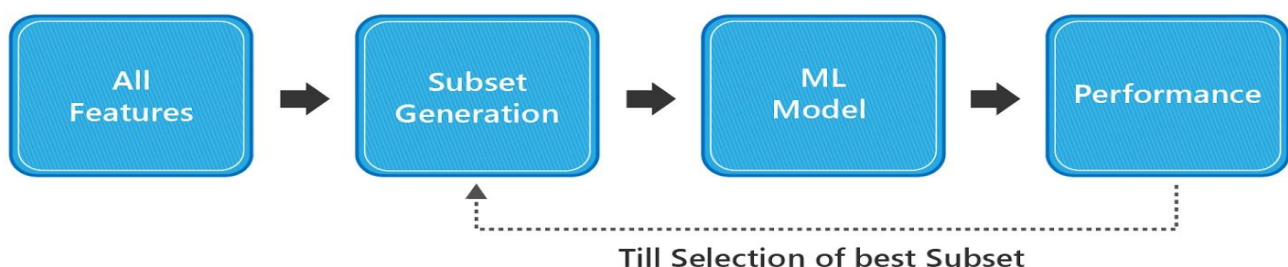 All
Features
Subset
Generation
ML
Model
Performance
Till Selection of best Subset